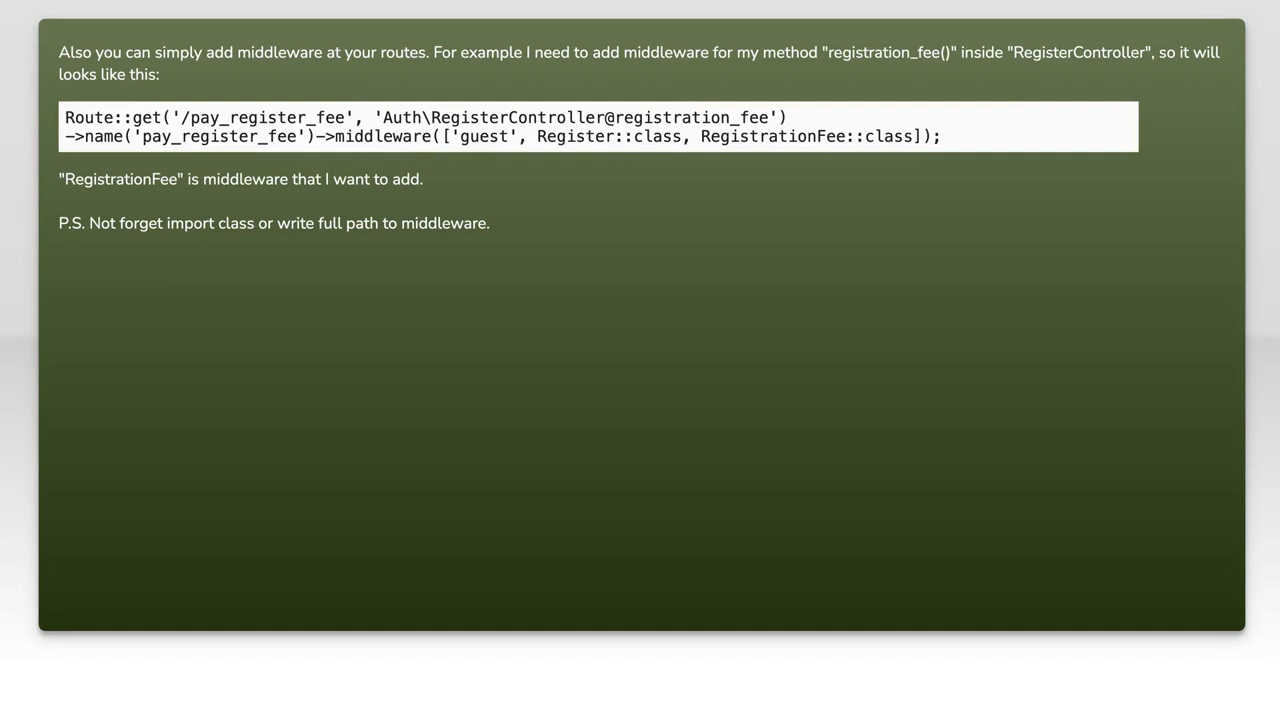 Also you can simply add middleware at your routes. For example I need to add middleware for my method "registration_fee()" inside "RegisterController", so it will
looks like this:
Route::get('/pay_register_fee', 'Auth\RegisterController@registration_fee')
->name('pay_register_fee')->middleware(['guest', Register::class, RegistrationFee::class]);
"RegistrationFee" is middleware that I want to add.
P.S. Not forget import class or write full path to middleware.